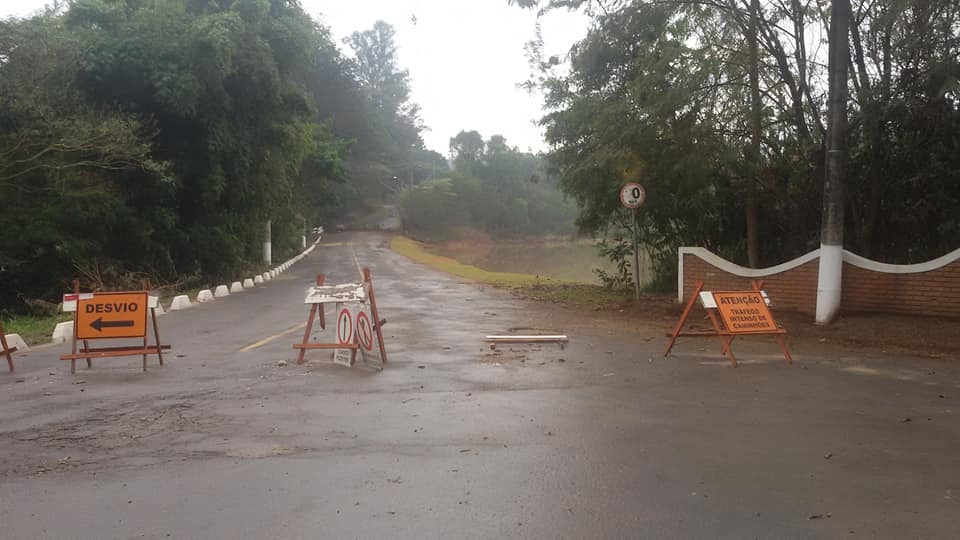 DESVIO
ATENÇÃO
TRÁFEGO
INTENSO DE
CAMINHÕES